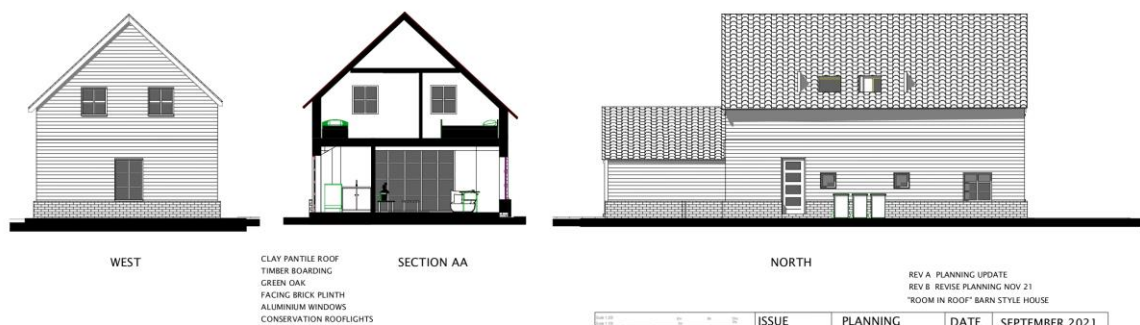 WEST
SECTION AA
NORTH
CLAY PANTILE ROOF
TIMBER BOARDING
GREEN OAK
FACING BRICK PLINTH
ALUMINIUM WINDOWS
CONSERVATION ROOFLIGHTS
REV A PLANNING UPDATE
REV B REVISE PLANNING NOV 21
"ROOM IN ROOF" BARN STYLE HOUSE
ISSUE PLANNING DATE SEPTEMBER 2021